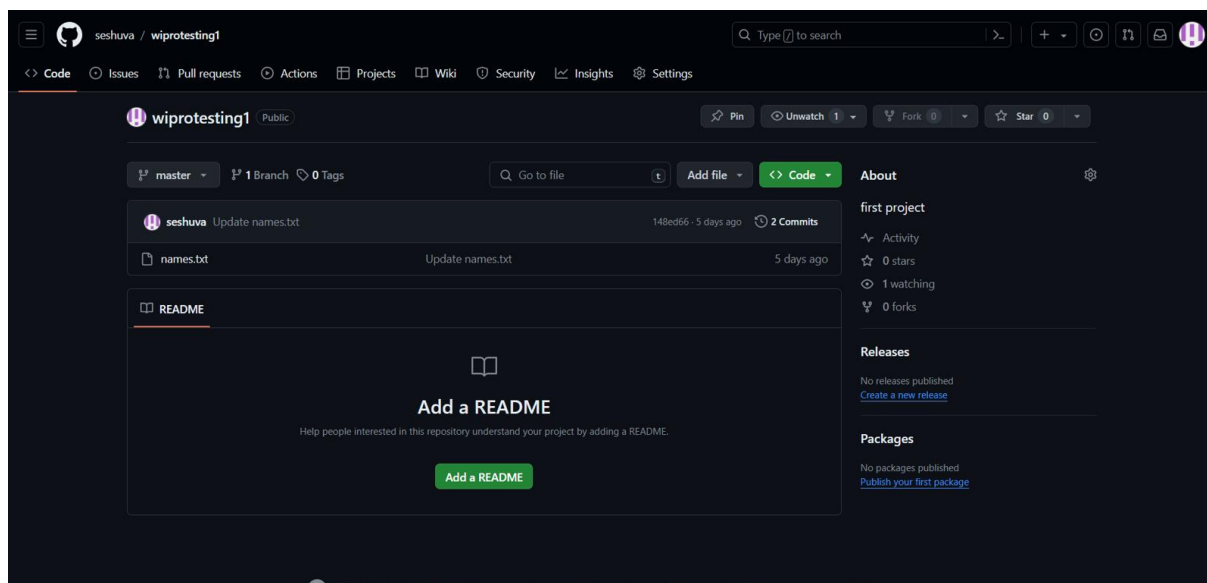 seshuva / wiprotesting1
Type / to search
Code Issues Pull requests Actions Projects Wiki Security Insights Settings
wiprotesting1 Public
Pin Unwatch 1 Fork 0 Star 0
master 1 Branch 0 Tags
Go to file t Add file Code
seshuva Update names.txt 148ed66 · 5 days ago 2 Commits
names.txt Update names.txt 5 days ago
README
Add a README
Help people interested in this repository understand your project by adding a README.
Add a README
About
first project
Activity
0 stars
1 watching
0 forks
Releases
No releases published
Create a new release
Packages
No packages published
Publish your first package